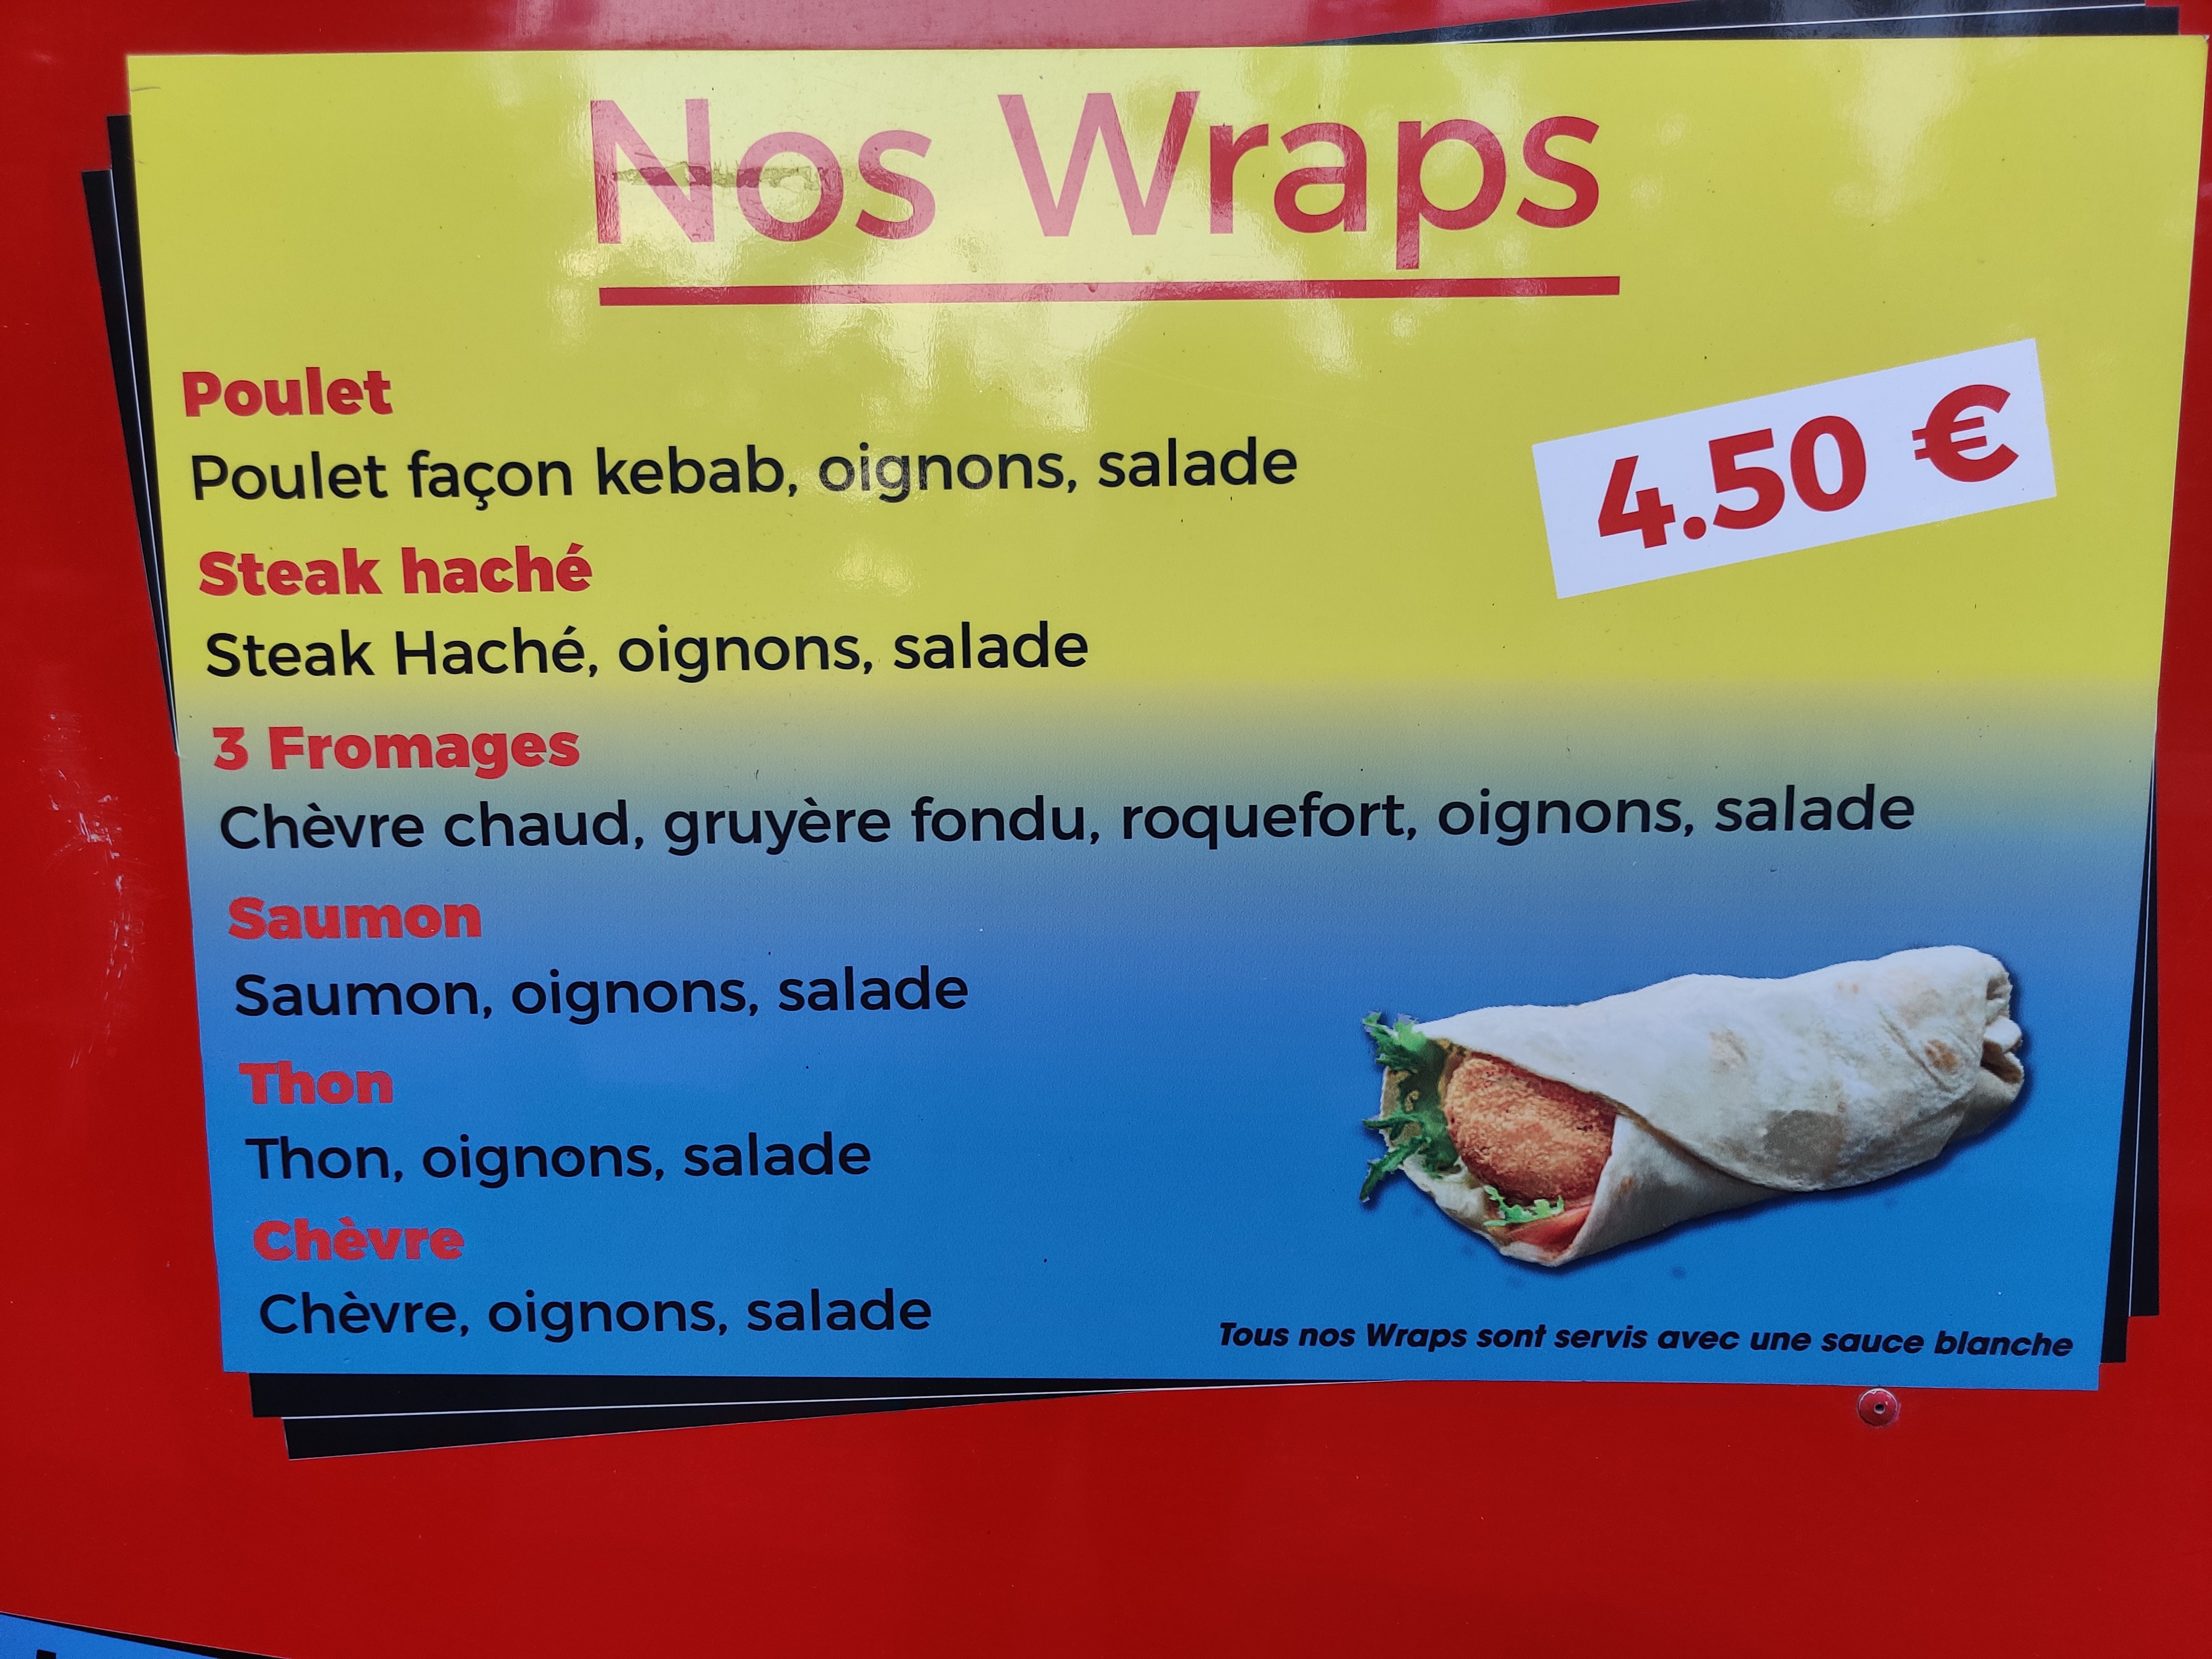 Nos Wraps
Poulet
Poulet façon kebab, oignons, salade
4.50 €
Steak haché
Steak Haché, oignons, salade
3 Fromages
Chèvre chaud, gruyère fondu, roquefort, oignons, salade
Saumon
Saumon, oignons, salade
Thon
Thon, oignons, salade
Chèvre
Chèvre, oignons, salade
Tous nos Wraps sont servis avec une sauce blanche